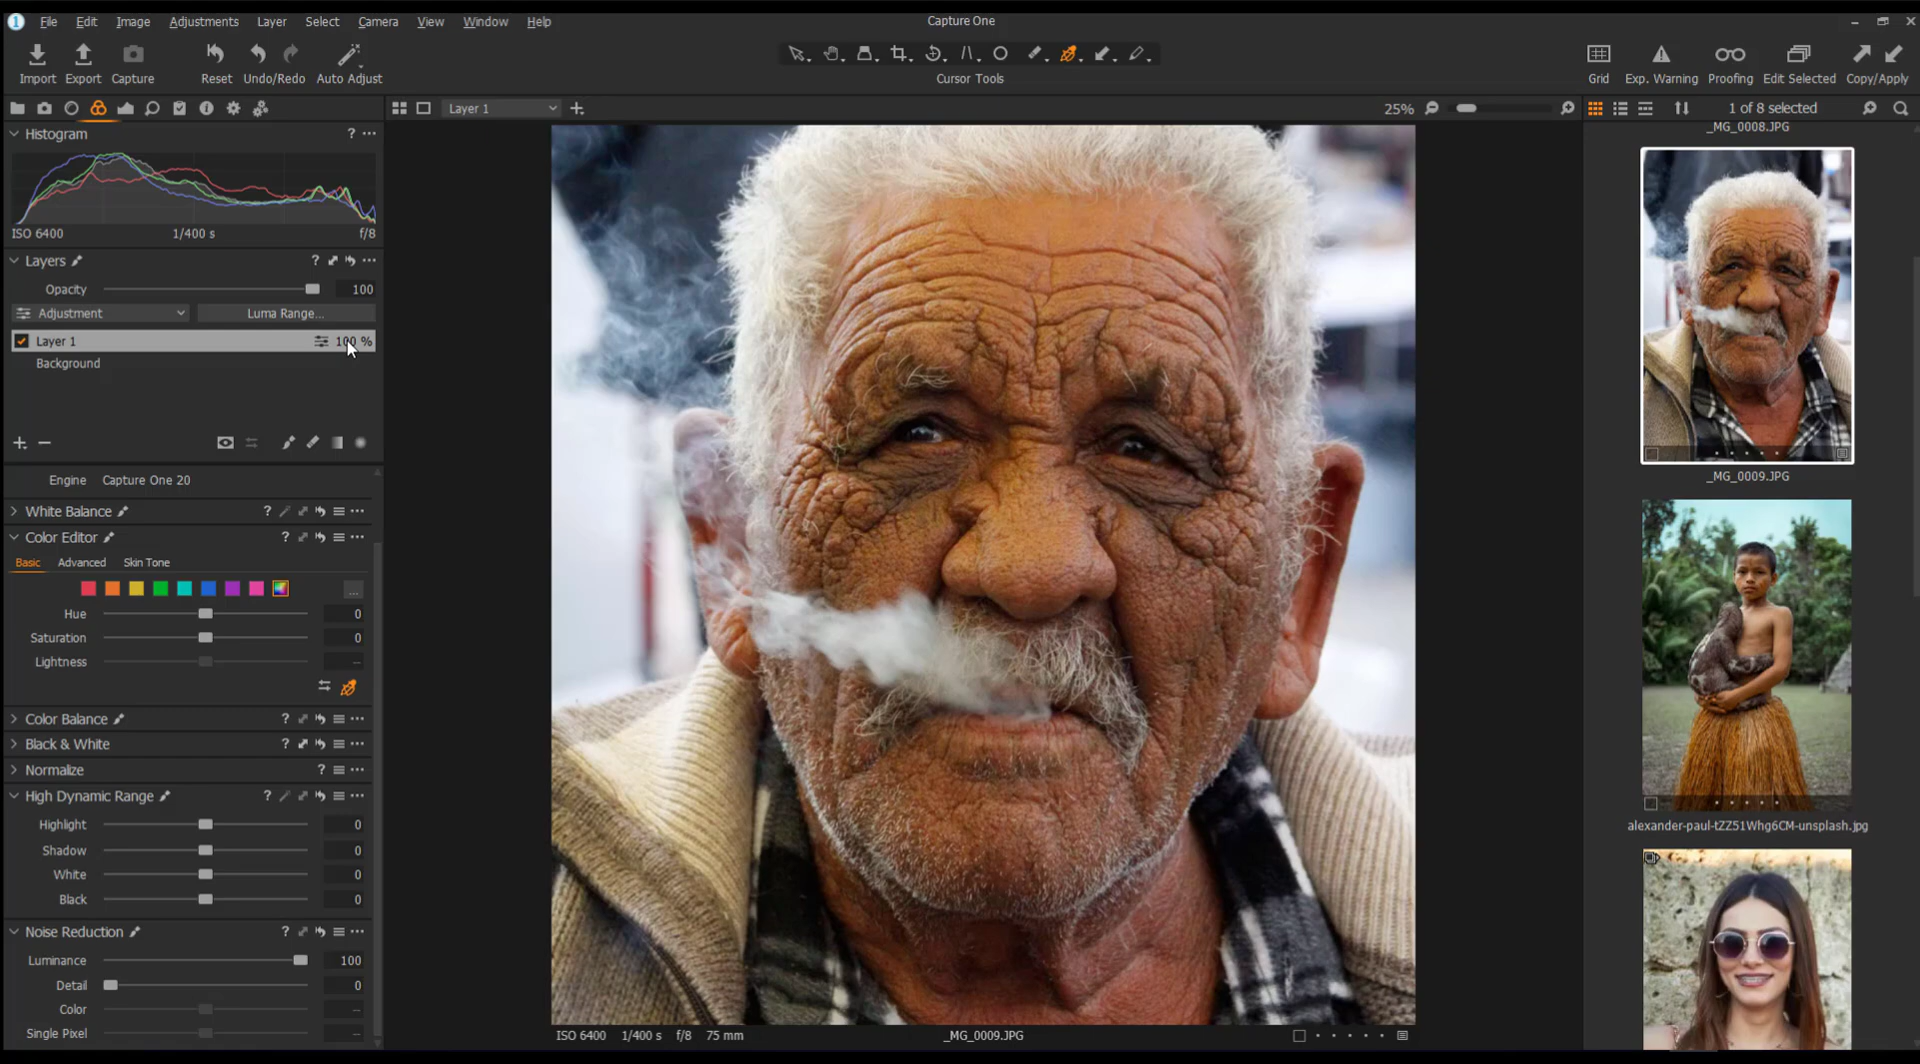 Capture One
File Edit Image Adjustments Layer Select Camera View Window Help
Import Export Capture Reset Undo/Redo Auto Adjust
Cursor Tools
Grid Exp. Warning Proofing Edit Selected Copy/Apply
Histogram ? ...
ISO 6400 1/400 s f/8
Layers ? ...
Opacity 100
Adjustment Luma Range...
Layer 1 100 %
Background
Engine Capture One 20
White Balance ? ...
Color Editor ? ...
Basic Advanced Skin Tone
...
Hue 0
Saturation 0
Lightness --
Color Balance ? ...
Black & White ? ...
Normalize ? ...
High Dynamic Range ? ...
Highlight 0
Shadow 0
White 0
Black 0
Noise Reduction ? ...
Luminance 100
Detail 0
Color --
Single Pixel --
Layer 1
25%
ISO 6400 1/400 s f/8 75 mm _MG_0009.JPG
1 of 8 selected
_MG_0008.JPG
_MG_0009.JPG
alexander-paul-tZZ51Whg6CM-unsplash.jpg